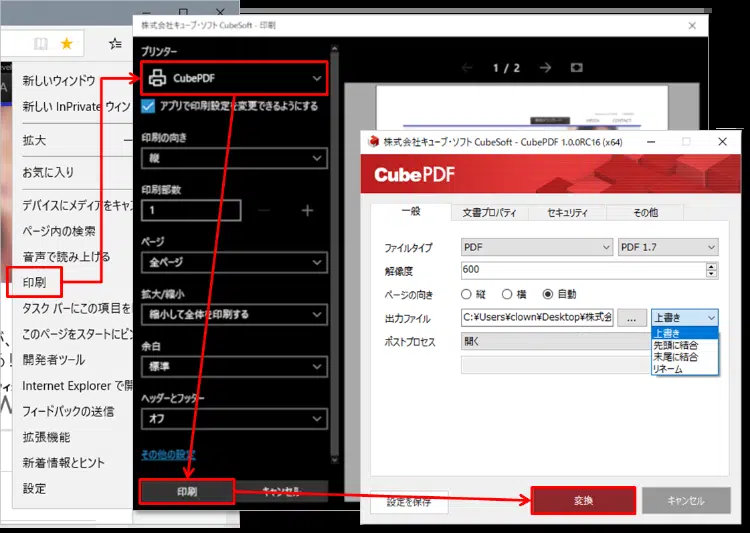 新しいウィンドウ
新しい InPrivate ウィン
拡大
お気に入り
デバイスにメディアをキャス
ページ内の検索
音声で読み上げる
印刷
タスク バーにこの項目を
このページをスタートにピン
開発者ツール
Internet Explorer で開
フィードバックの送信
拡張機能
新着情報とヒント
設定
株式会社キューブ・ソフト CubeSoft - 印刷
プリンター
CubePDF
アプリで印刷設定を変更できるようにする
印刷の向き
縦
印刷部数
1
ページ
全ページ
拡大/縮小
縮小して全体を印刷する
余白
標準
ヘッダーとフッター
オフ
その他の設定
印刷
キャンセル
1 / 2
株式会社キューブ・ソフト CubeSoft - CubePDF 1.0.0RC16 (x64)
CubePDF
一般
文書プロパティ
セキュリティ
その他
ファイルタイプ
PDF
PDF 1.7
解像度
600
ページの向き
縦
横
自動
出力ファイル
C:¥Users¥clown¥Desktop¥株式会
...
上書き
上書き
先頭に結合
末尾に結合
リネーム
ポストプロセス
開く
設定を保存
変換
キャンセル